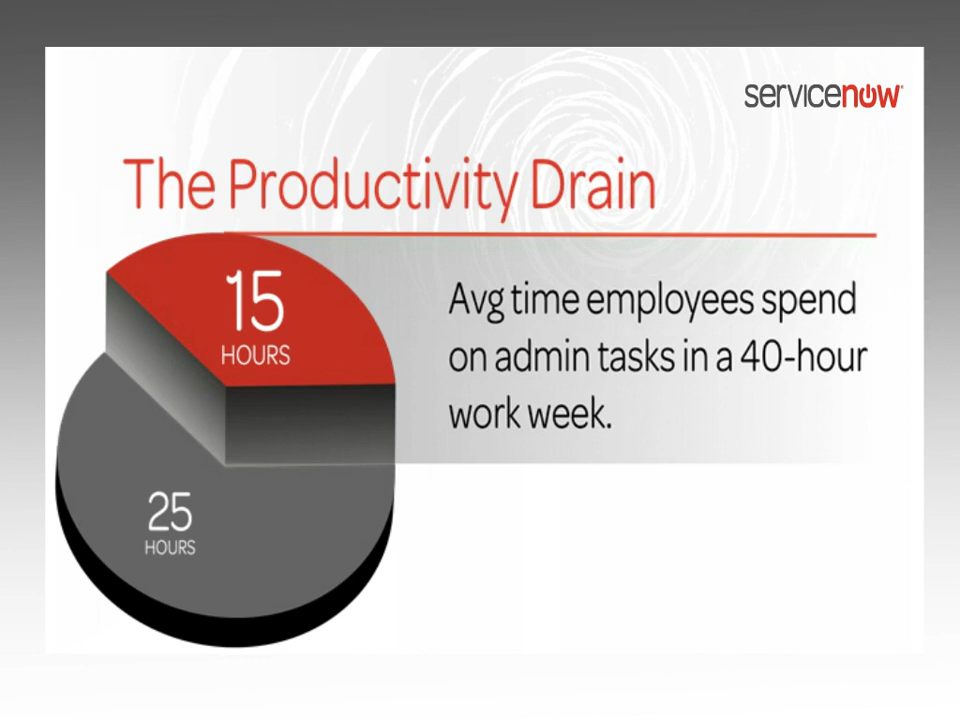 servicenow
The Productivity Drain
15
HOURS
Avg time employees spend
on admin tasks in a 40-hour
work week.
25
HOURS